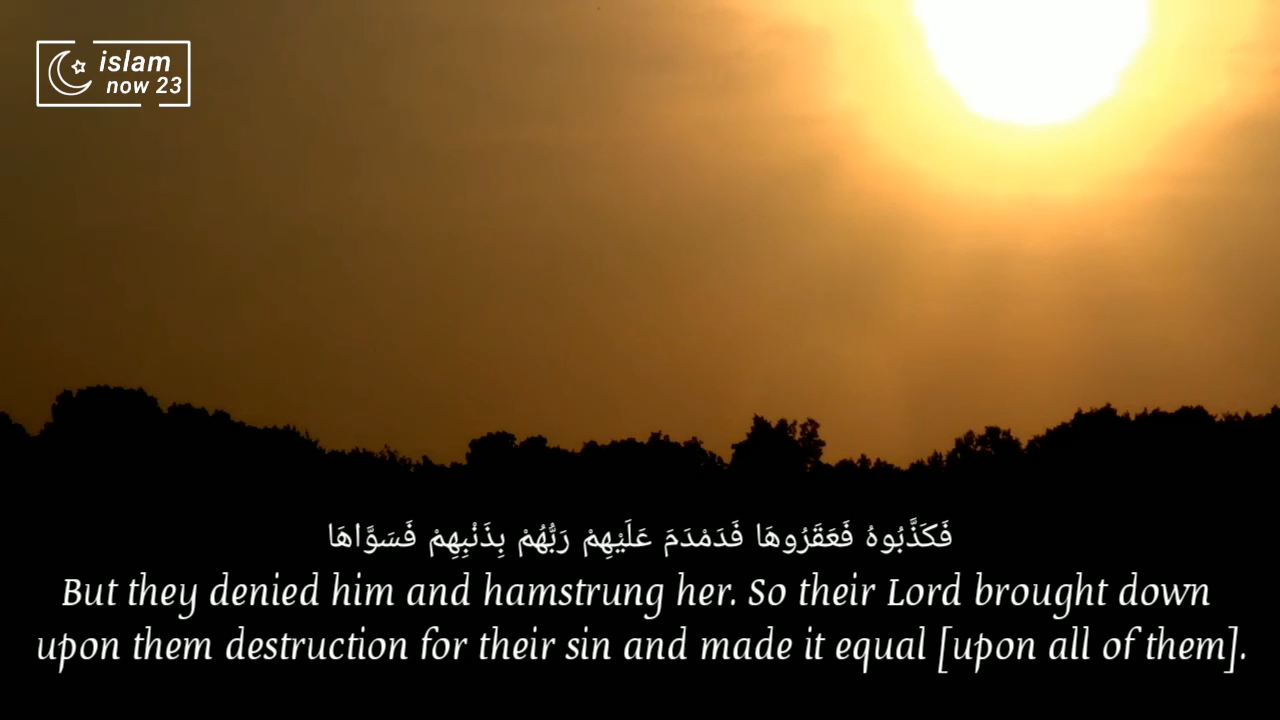 islam
now 23
فَكَذَّبُوهُ فَعَقَرُوهَا فَدَمْدَمَ عَلَيْهِمْ رَبُّهُمْ بِذَنْبِهِمْ فَسَوَّاهَا
But they denied him and hamstrung her. So their Lord brought down
upon them destruction for their sin and made it equal [upon all of them].